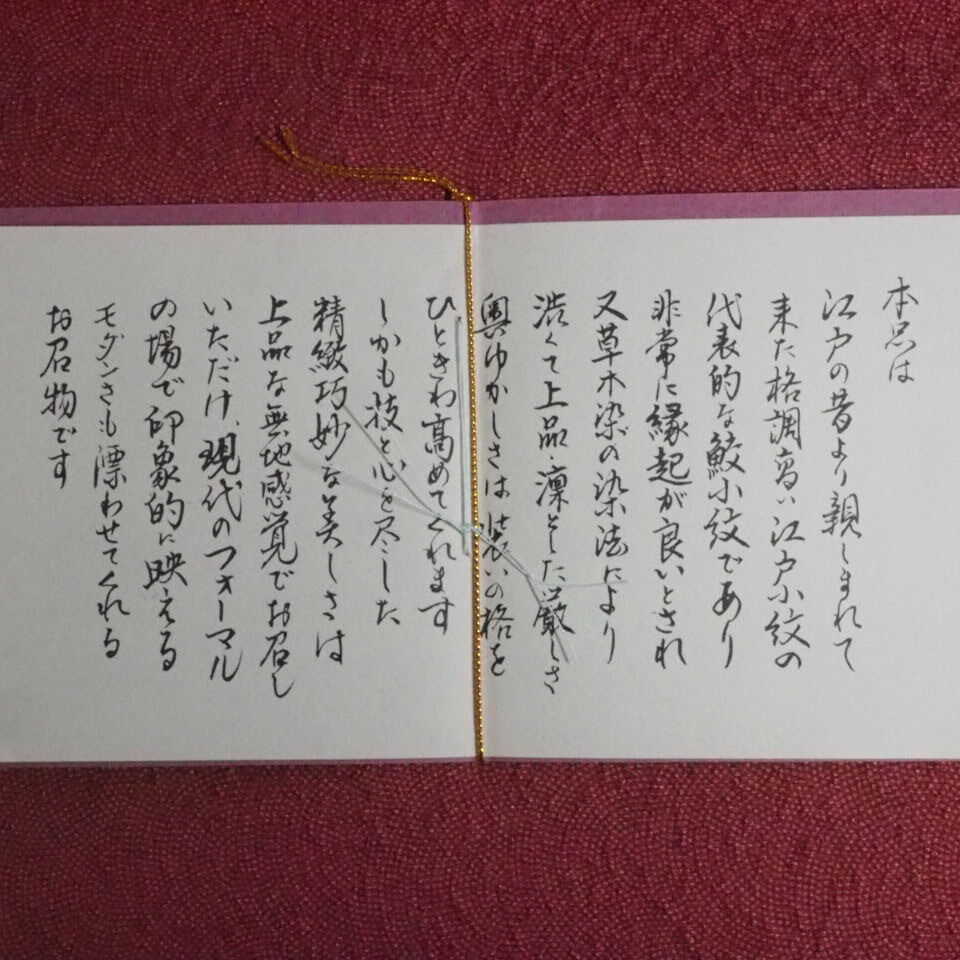 本品は
江戸の昔より親しまれて
来た格調高い江戸小紋の
代表的な鮫小紋であり
非常に縁起が良いとされ
又草木染の染法により
渋くて上品・凛とした厳しさ
奥ゆかしさは装いの格を
ひときわ高めてくれます
しかも技と心を尽した
精緻巧妙な美しさは
上品な無地感覚でお召し
いただけ、現代のフォーマル
の場で印象的に映える
モダンさも漂わせてくれる
お召物です